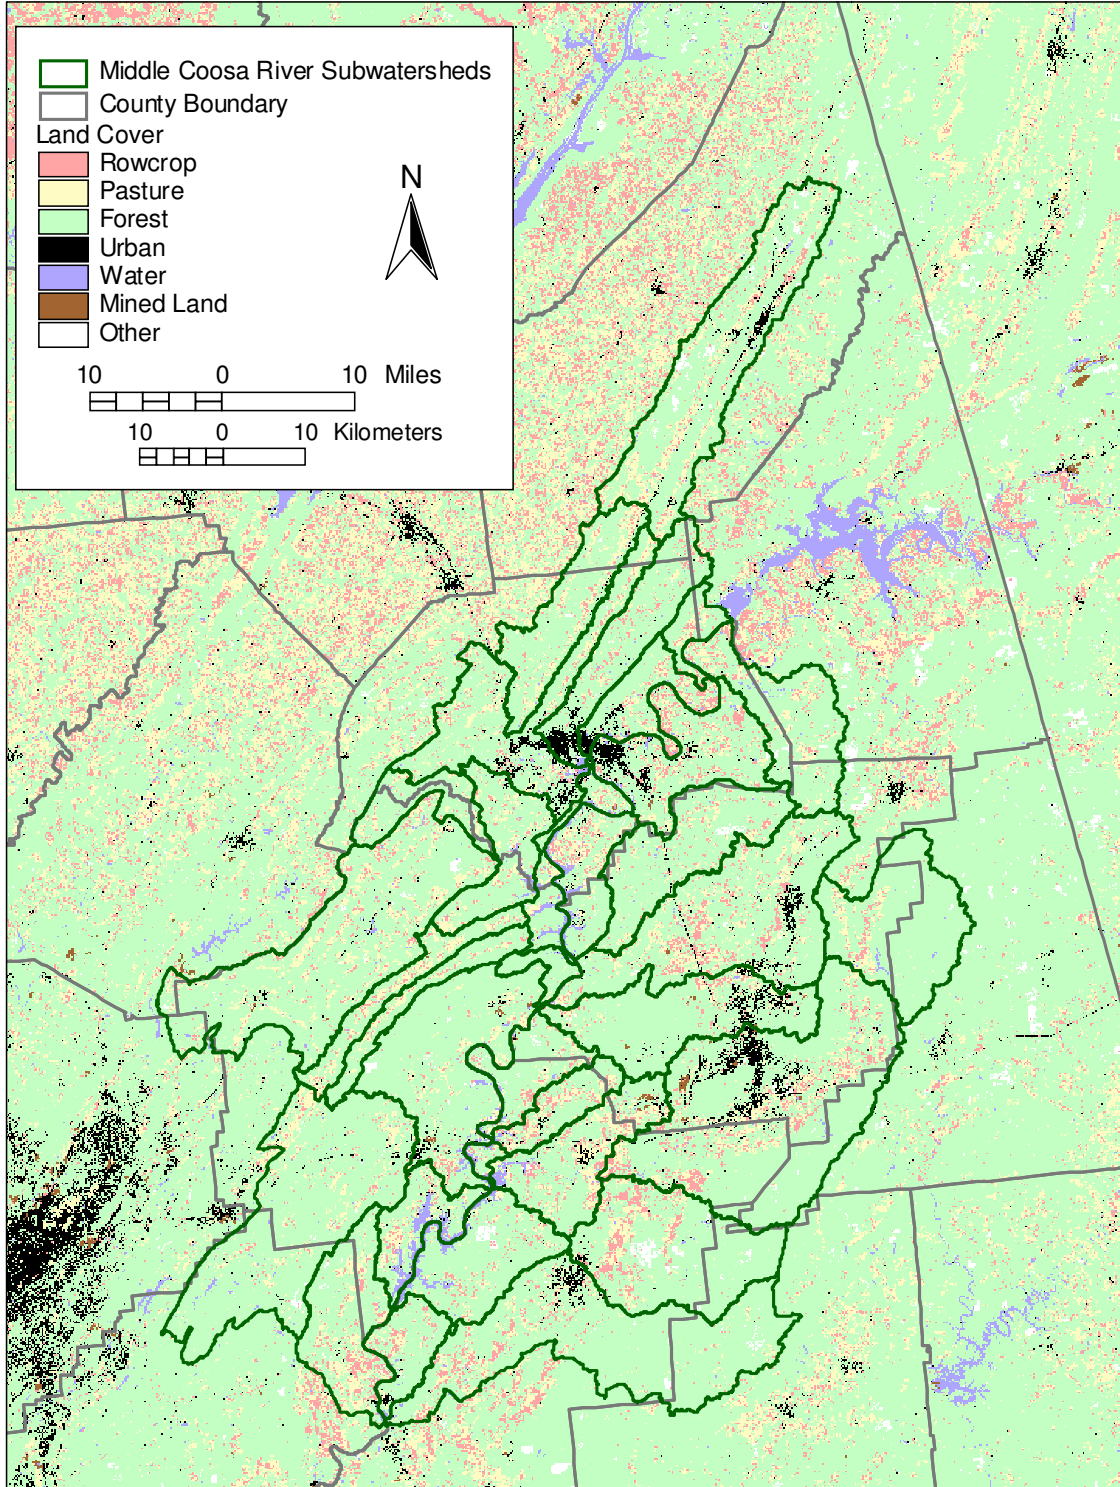 Middle Coosa River Subwatersheds
County Boundary
Land Cover
Rowcrop
Pasture
Forest
Urban
Water
Mined Land
Other
N
10 0 10 Miles
10 0 10 Kilometers